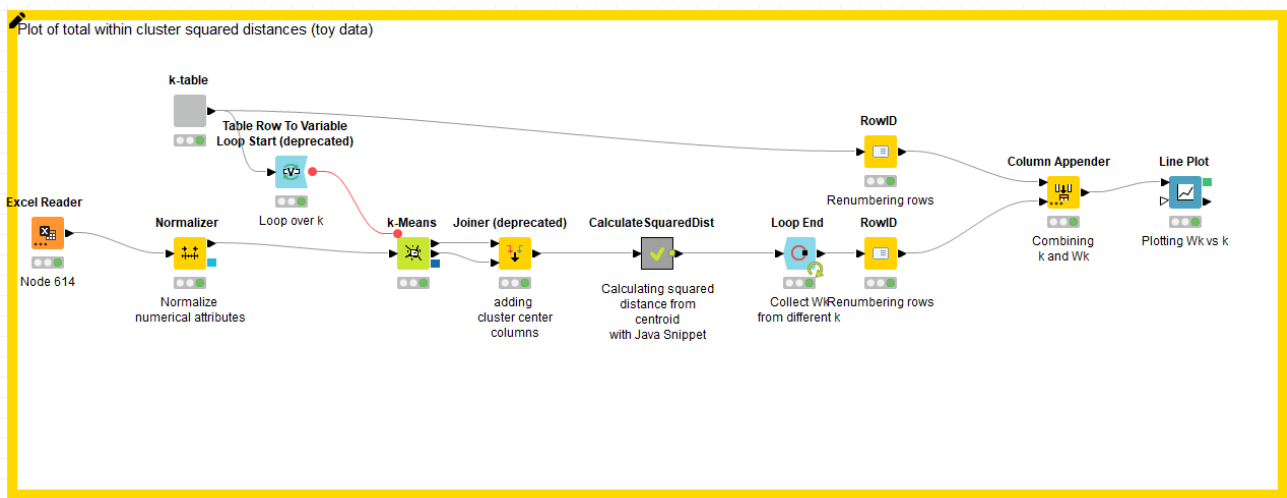 Plot of total within cluster squared distances (toy data)
k-table
Table Row To Variable
Loop Start (deprecated)
Loop over k
RowID
Renumbering rows
Column Appender
Combining
k and Wk
Line Plot
Plotting Wk vs k
Excel Reader
Node 614
Normalizer
Normalize
numerical attributes
k-Means
Joiner (deprecated)
adding
cluster center
columns
CalculateSquaredDist
Calculating squared
distance from
centroid
with Java Snippet
Loop End
Collect Wk
from different k
RowID
Renumbering rows